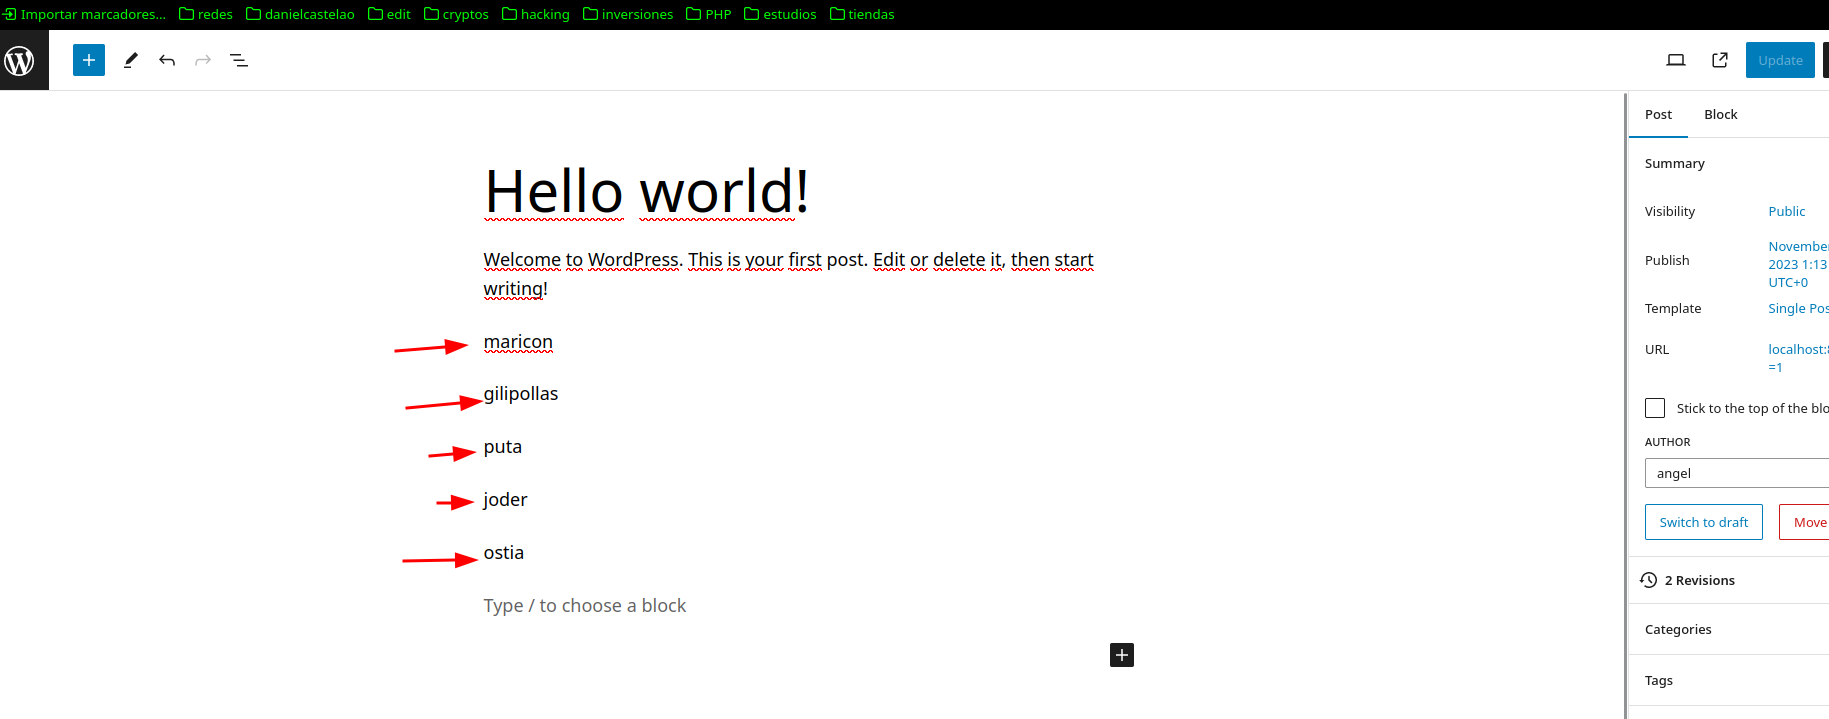 Importar marcadores... redes danielcastelao edit cryptos hacking inversiones PHP estudios tiendas
Update
Post Block
Hello world!
Welcome to WordPress. This is your first post. Edit or delete it, then start
writing!
maricon
gilipollas
puta
joder
ostia
Type / to choose a block
Summary
Visibility Public
Publish November
2023 1:13
UTC+0
Template Single Pos
URL localhost:8
=1
Stick to the top of the blo
AUTHOR
angel
Switch to draft Move
2 Revisions
Categories
Tags